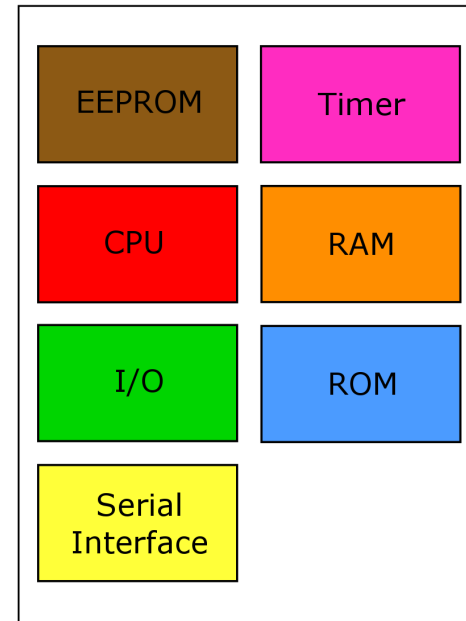 EEPROM
Timer
CPU
RAM
I/O
ROM
Serial
Interface